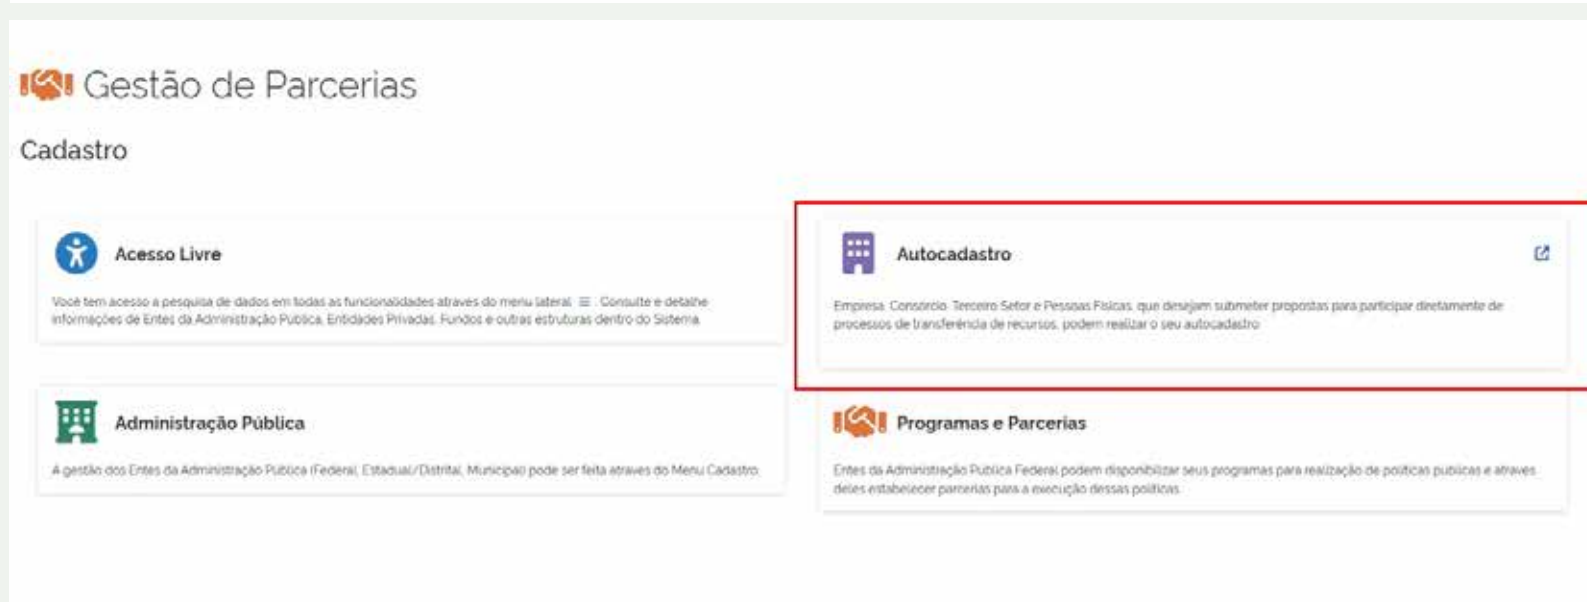 Gestão de Parcerias
Cadastro
Acesso Livre
Você tem acesso a pesquisa de dados em todas as funcionalidades através do menu lateral ☰ . Consulte e detalhe
informações de Entes da Administração Pública, Entidades Privadas, Fundos e outras estruturas dentro do Sistema.
Autocadastro
Empresa, Consórcio, Terceiro Setor e Pessoas Físicas, que desejam submeter propostas para participar diretamente de
processos de transferência de recursos, podem realizar o seu autocadastro.
Administração Pública
A gestão dos Entes da Administração Pública (Federal, Estadual/Distrital, Municipal) pode ser feita através do Menu Cadastro.
Programas e Parcerias
Entes da Administração Pública Federal podem disponibilizar seus programas para realização de políticas públicas e através
deles estabelecer parcerias para a execução dessas políticas.